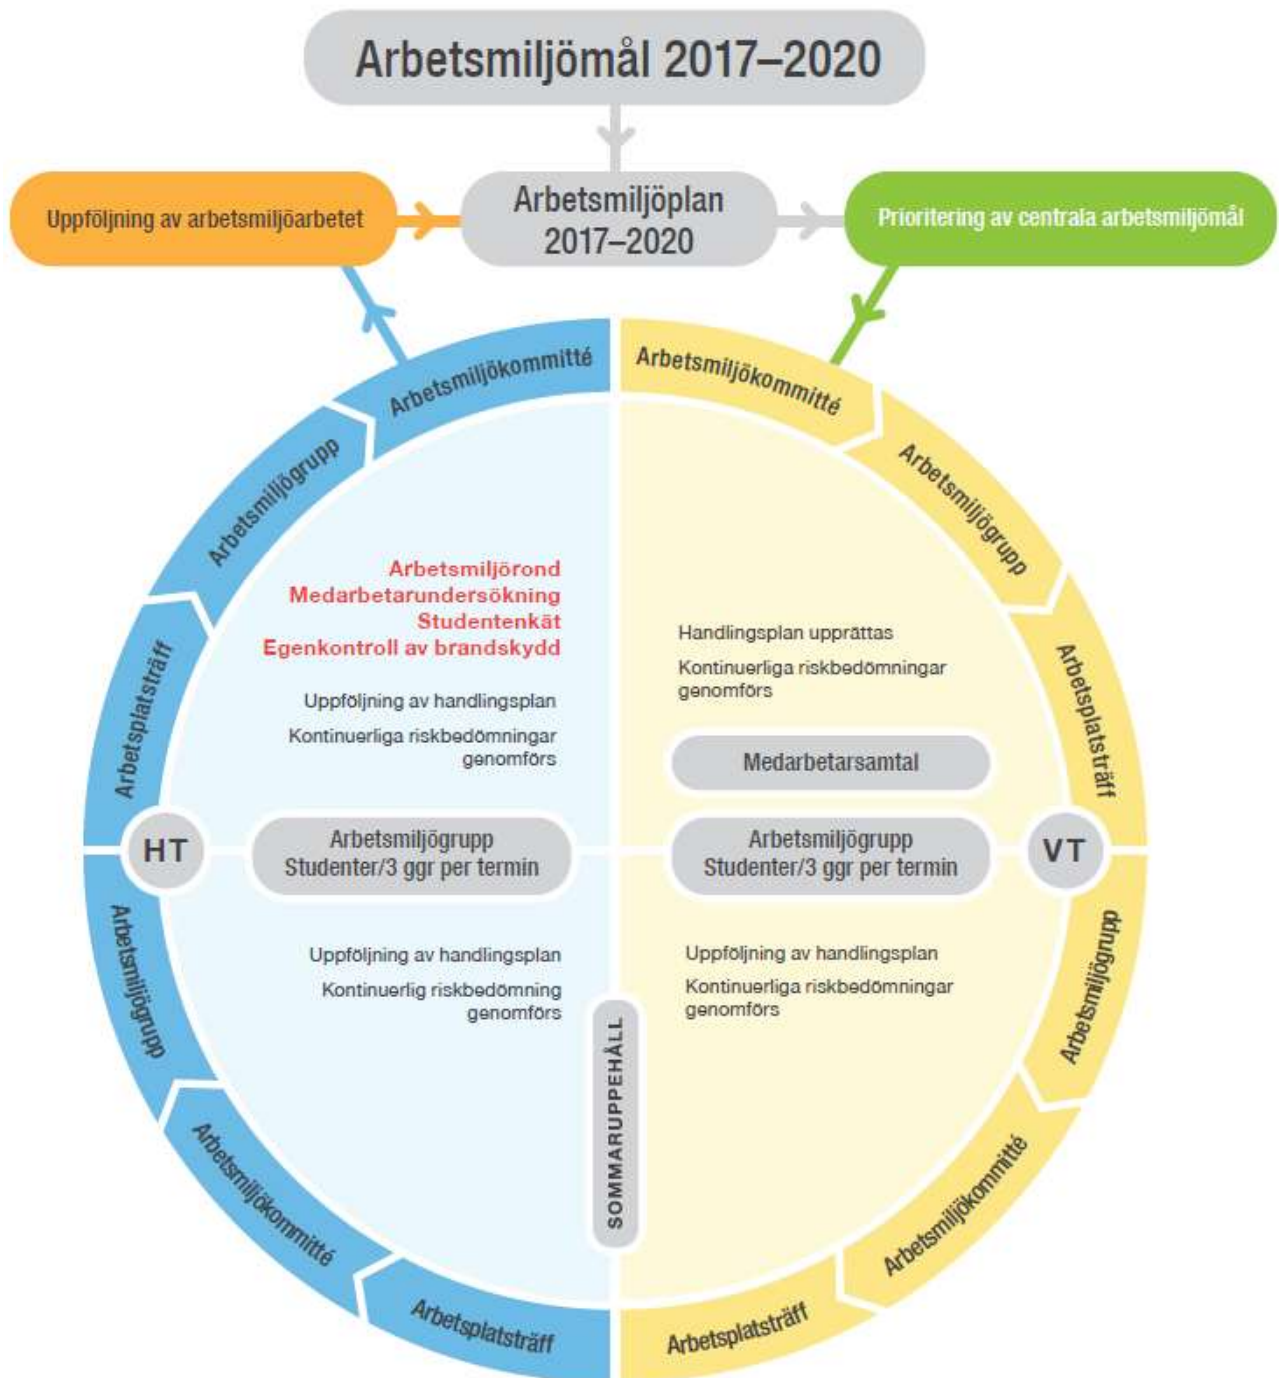 Arbetsmiljömål 2017–2020
Uppföljning av arbetsmiljöarbetet
Arbetsmiljöplan
2017–2020
Prioritering av centrala arbetsmiljömål
Arbetsmiljökommitté
Arbetsmiljögrupp
Arbetsplatsträff
Arbetsmiljögrupp
Arbetsmiljökommitté
Arbetsplatsträff
Arbetsplatsträff
Arbetsmiljökommitté
Arbetsmiljögrupp
Arbetsplatsträff
Arbetsmiljögrupp
Arbetsmiljökommitté
Arbetsmiljörond
Medarbetarundersökning
Studentenkät
Egenkontroll av brandskydd
Uppföljning av handlingsplan
Kontinuerliga riskbedömningar
genomförs
Handlingsplan upprättas
Kontinuerliga riskbedömningar
genomförs
Medarbetarsamtal
HT
Arbetsmiljögrupp
Studenter/3 ggr per termin
Arbetsmiljögrupp
Studenter/3 ggr per termin
VT
Uppföljning av handlingsplan
Kontinuerlig riskbedömning
genomförs
Uppföljning av handlingsplan
Kontinuerliga riskbedömningar
genomförs
SOMMARUPPEHÅLL